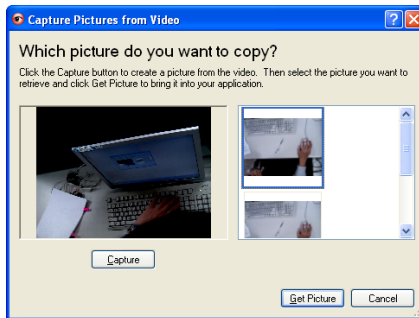 Capture Pictures from Video
Which picture do you want to copy?
Click the Capture button to create a picture from the video. Then select the picture you want to
retrieve and click Get Picture to bring it into your application.
Capture
Get Picture
Cancel